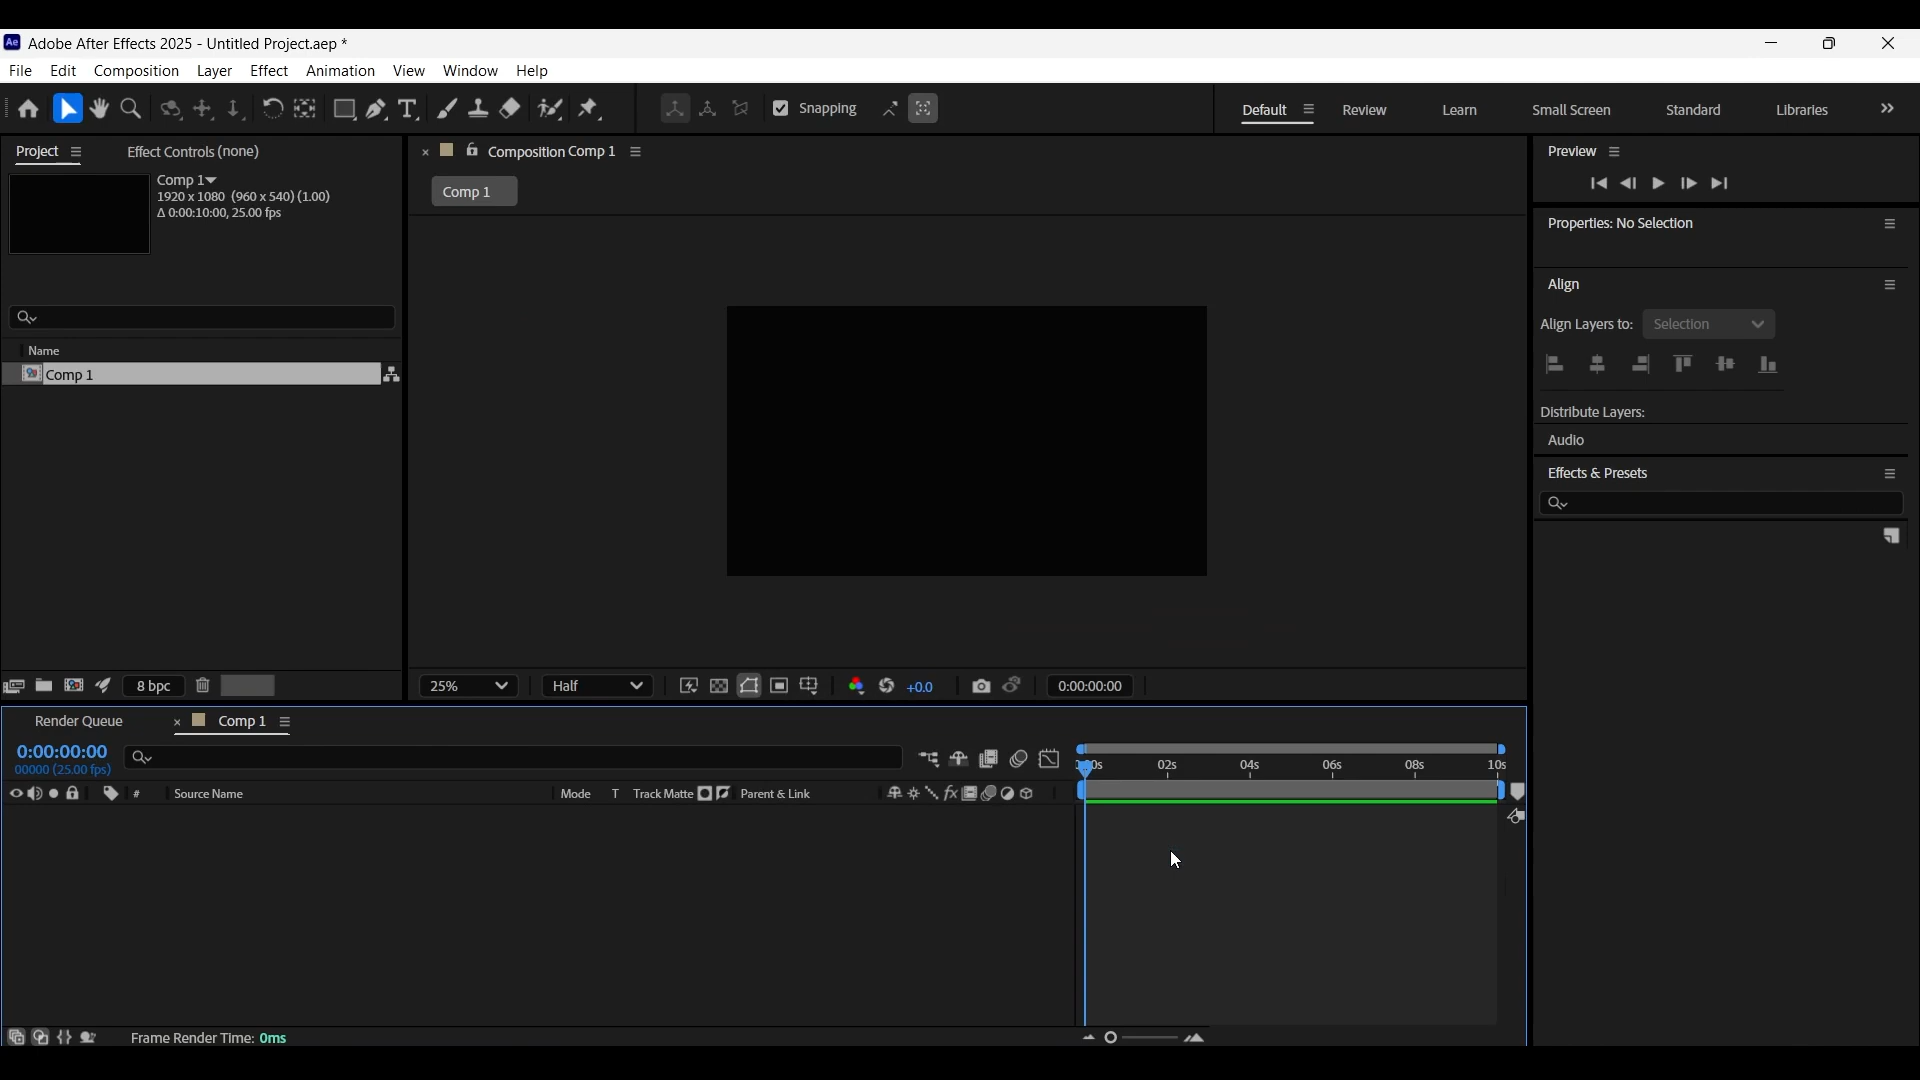 Ae Adobe After Effects 2025 - Untitled Project.aep *
File Edit Composition Layer Effect Animation View Window Help
T Snapping Default Review Learn Small Screen Standard Libraries
Project Effect Controls (none)
Comp 1
1920 x 1080 (960 x 540) (1.00)
Δ 0:00:10:00, 25.00 fps
Name
Comp 1
8 bpc
Composition Comp 1
Comp 1
25% Half +0.0 0:00:00:00
Preview
Properties: No Selection
Align
Align Layers to: Selection
Distribute Layers:
Audio
Effects & Presets
Render Queue Comp 1
0:00:00:00
00000 (25.00 fps)
02s 04s 06s 08s 10s
# Source Name Mode T Track Matte Parent & Link fx
Frame Render Time: 0ms